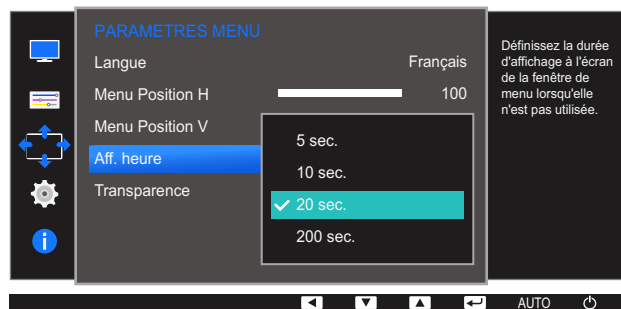 PARAMETRES MENU
Langue Français
Menu Position H 100
Menu Position V
Aff. heure
Transparence
5 sec.
10 sec.
20 sec.
200 sec.
Définissez la durée
d'affichage à l'écran
de la fenêtre de
menu lorsqu'elle
n'est pas utilisée.
AUTO